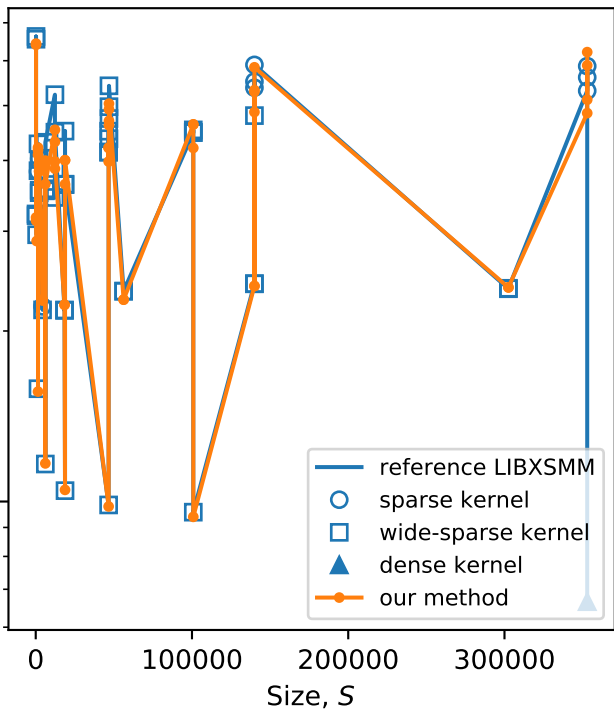 reference LIBXSMM
sparse kernel
wide-sparse kernel
dense kernel
our method
0 100000 200000 300000
Size, S